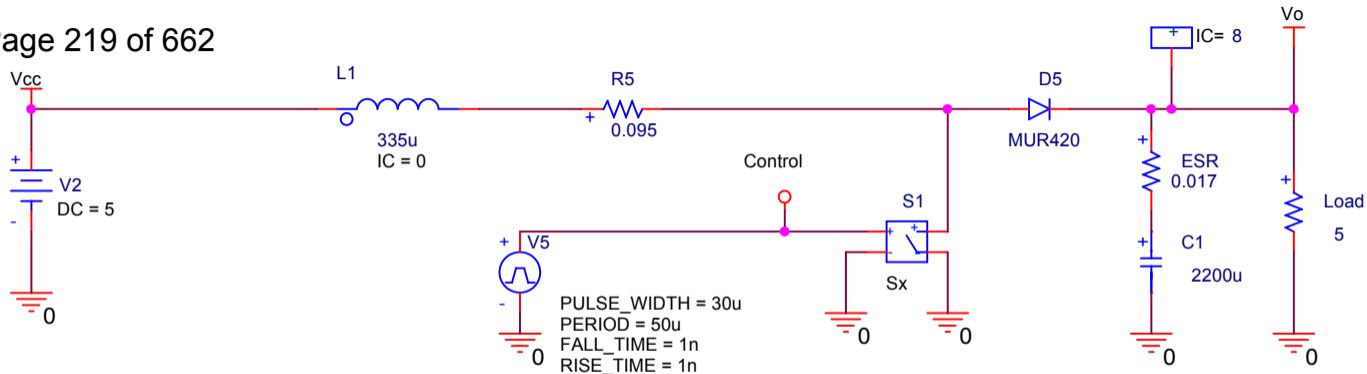 age 219 of 662
Vcc
L1
335u
IC = 0
R5
+
0.095
D5
MUR420
+
IC= 8
Vo
+
V2
DC = 5
-
0
Control
+
V5
-
0
PULSE_WIDTH = 30u
PERIOD = 50u
FALL_TIME = 1n
RISE_TIME = 1n
S1
+
+
-
Sx
0
0
+
ESR
0.017
+
C1
2200u
0
+
Load
5
0